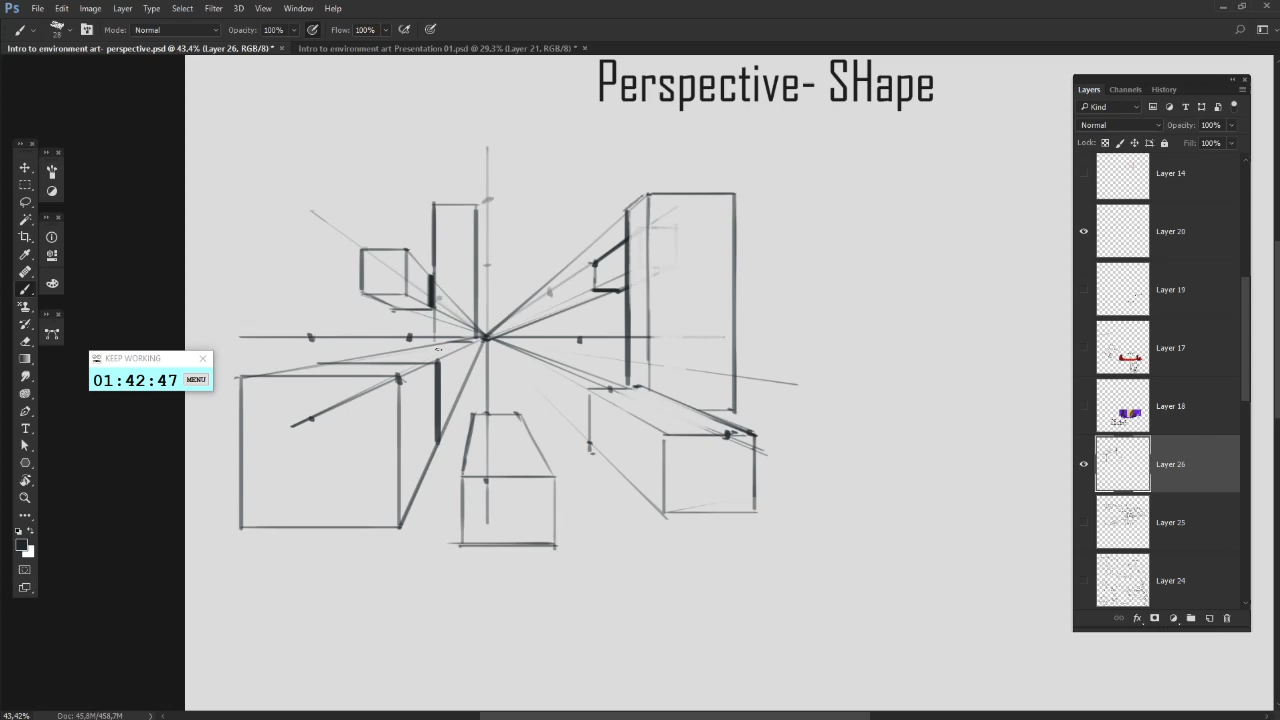 Ps File Edit Image Layer Type Select Filter 3D View Window Help
28 Mode: Normal Opacity: 100% Flow: 100%
Intro to environment art- perspective.psd @ 43,4% (Layer 26, RGB/8) * × Intro to environment art Presentation 01.psd @ 29,3% (Layer 21, RGB/8) * ×
Perspective- SHape
Layers Channels History
Kind
Normal Opacity: 100%
Lock: Fill: 100%
Layer 14
Layer 20
Layer 19
Layer 17
Layer 18
Layer 26
Layer 25
Layer 24
KEEP WORKING
01:42:47 MENU
43,42% Doc: 45,8M/458,7M